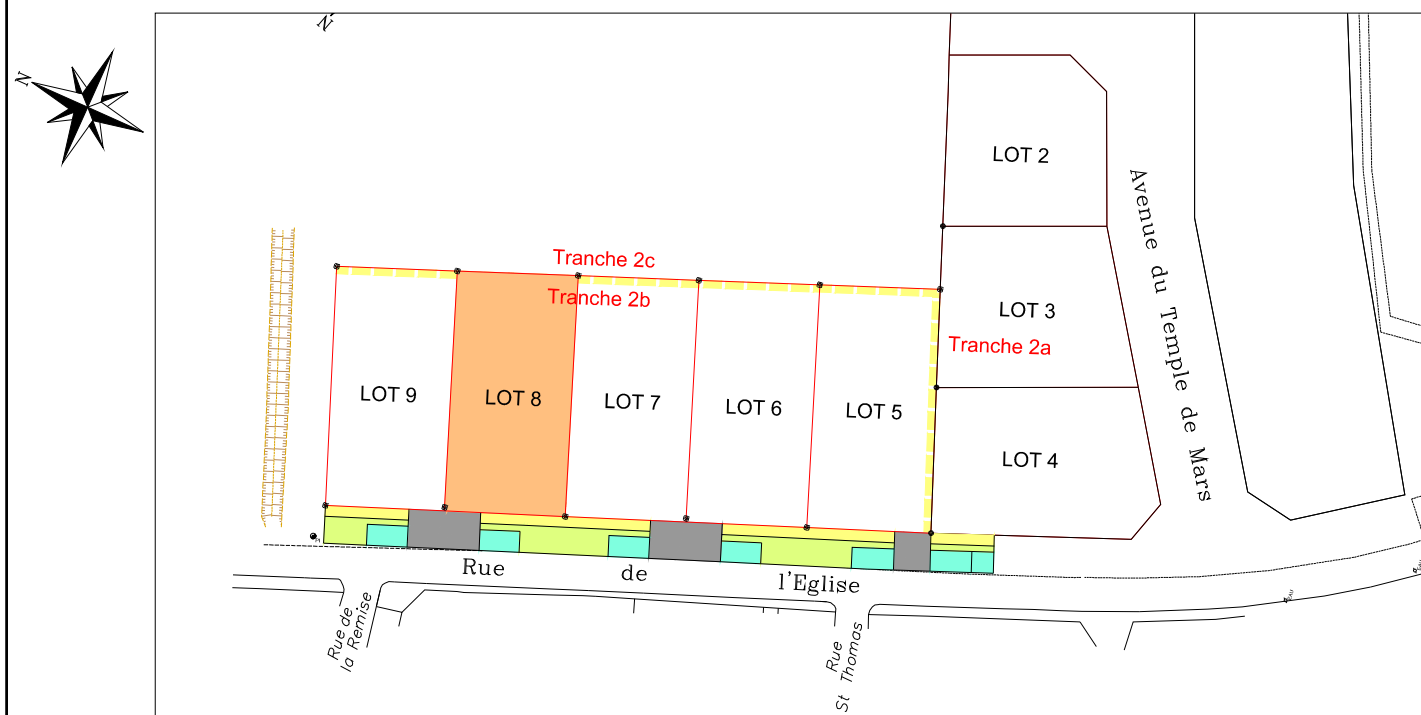 N
N
LOT 2
Avenue du Temple de Mars
Tranche 2c
Tranche 2b
LOT 3
Tranche 2a
LOT 9
LOT 8
LOT 7
LOT 6
LOT 5
LOT 4
Rue de l'Eglise
Rue de
la Remise
Rue
St Thomas